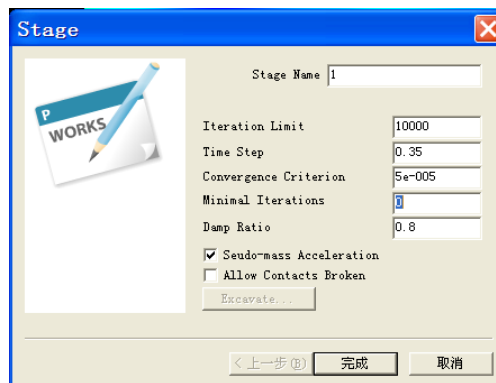 Stage
P
WORKS
Stage Name 1
Iteration Limit 10000
Time Step 0.35
Convergence Criterion 5e-005
Minimal Iterations 0
Damp Ratio 0.8
Seudo-mass Acceleration
Allow Contacts Broken
Excavate...
< 上一步(B) 完成 取消